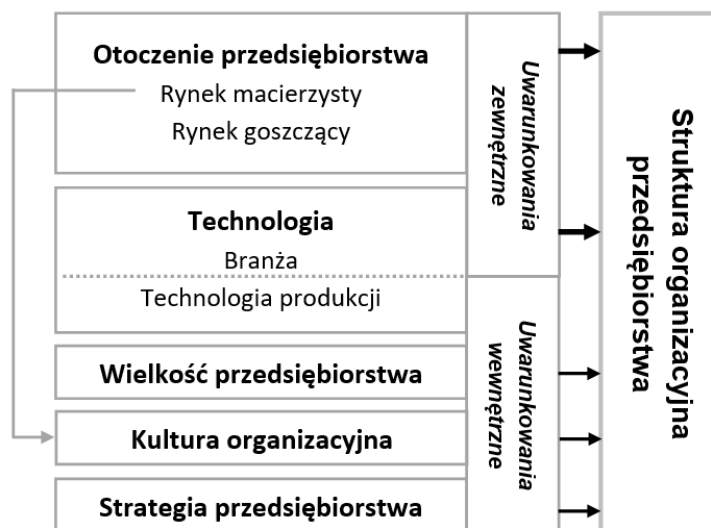 Otoczenie przedsiębiorstwa
Rynek macierzysty
Rynek goszczący
Technologia
Branża
Technologia produkcji
Wielkość przedsiębiorstwa
Kultura organizacyjna
Strategia przedsiębiorstwa
Uwarunkowania
zewnętrzne
Uwarunkowania
wewnętrzne
Struktura organizacyjna
przedsiębiorstwa